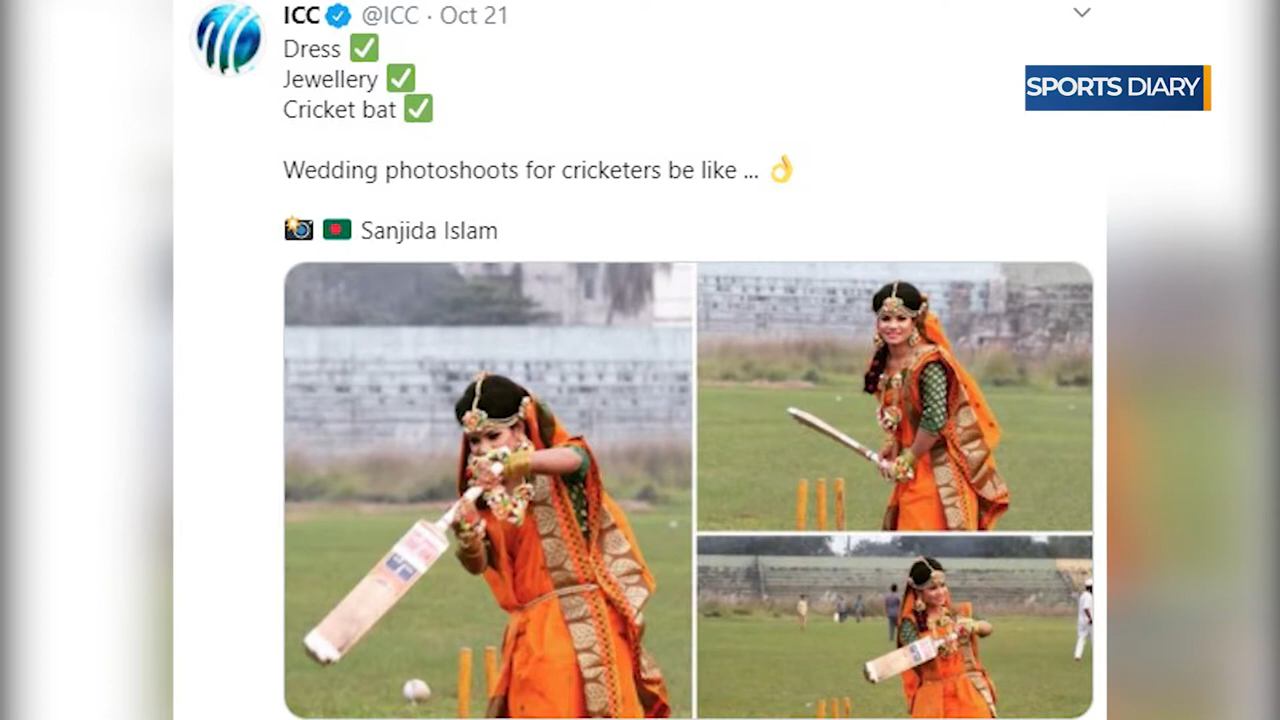 ICC @ICC · Oct 21
Dress ✅
Jewellery ✅
Cricket bat ✅
SPORTS DIARY
Wedding photoshoots for cricketers be like ... 👌
📸 🇧🇩 Sanjida Islam